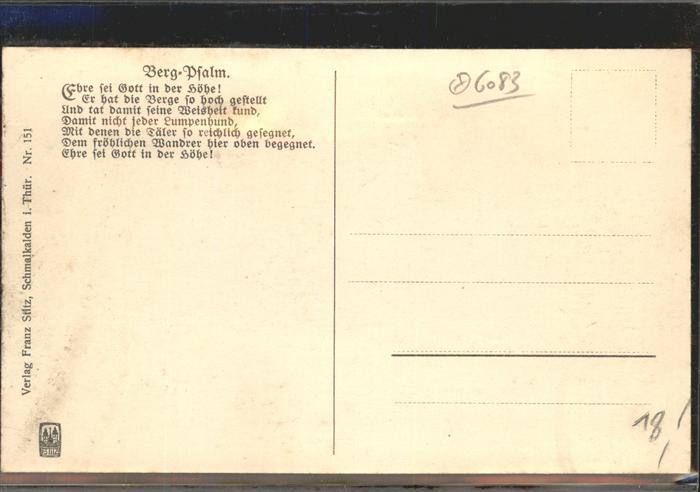 Berg-Psalm.
Ehre sei Gott in der Höhe!
Er hat die Berge so hoch gestellt
Und tat damit seine Weisheit kund,
Damit nicht jeder Lumpenhund,
Mit denen die Täler so reichlich gesegnet,
Dem fröhlichen Wandrer hier oben begegnet.
Ehre sei Gott in der Höhe!
Verlag Franz Stitz, Schmalkalden i. Thür. Nr. 151
6083
18